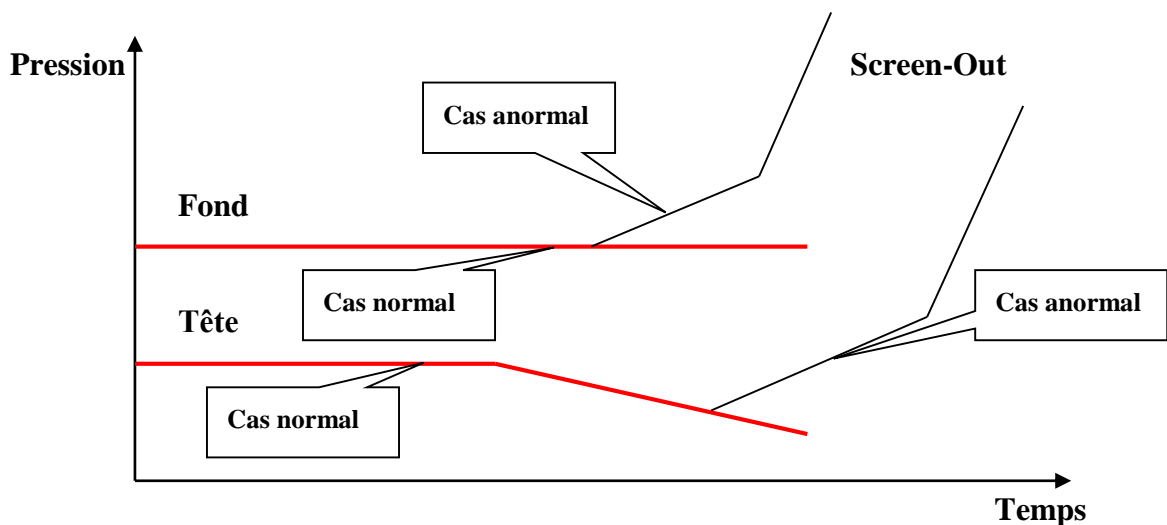 Pression
Screen-Out
Cas anormal
Fond
Cas normal
Cas anormal
Tête
Cas normal
Temps